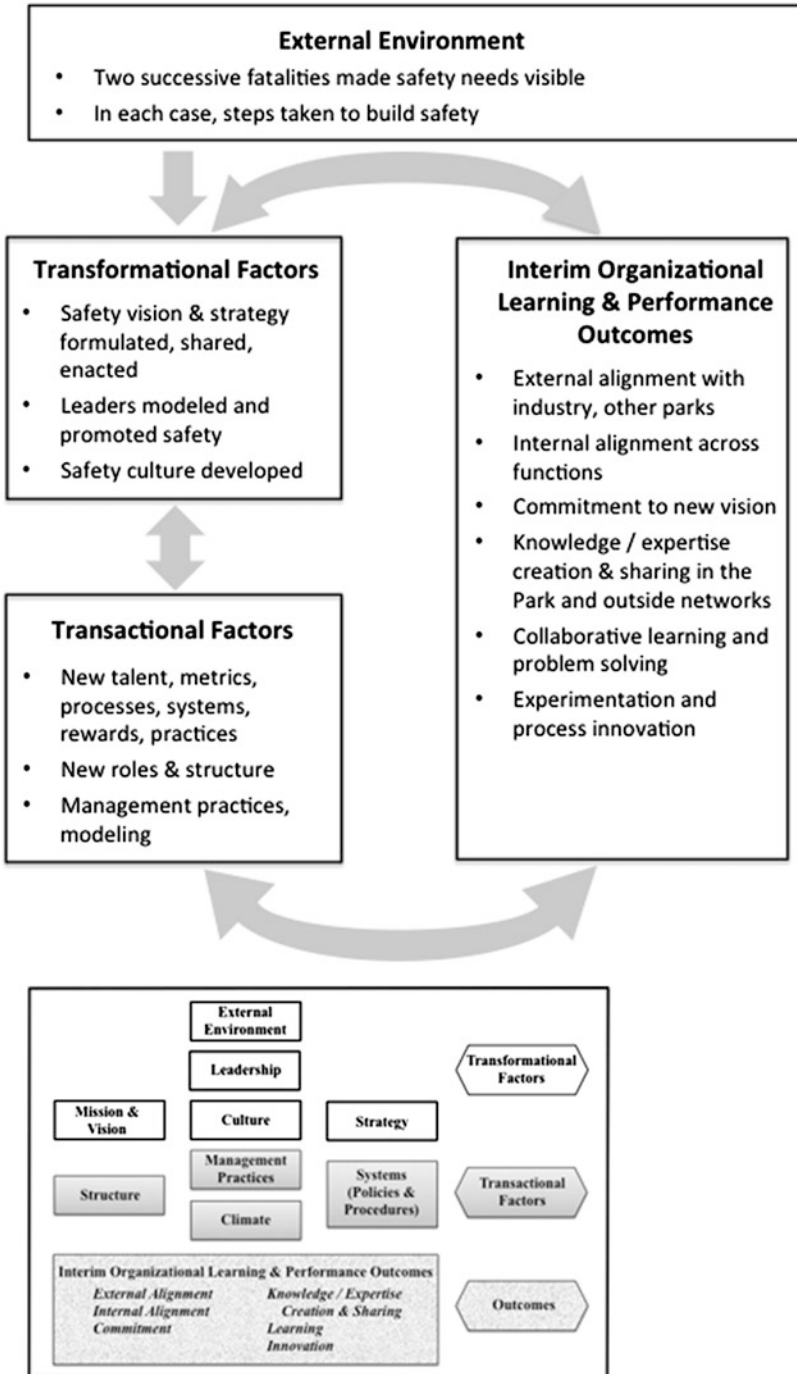 External Environment
• Two successive fatalities made safety needs visible
• In each case, steps taken to build safety
Transformational Factors
• Safety vision & strategy
formulated, shared,
enacted
• Leaders modeled and
promoted safety
• Safety culture developed
Transactional Factors
• New talent, metrics,
processes, systems,
rewards, practices
• New roles & structure
• Management practices,
modeling
Interim Organizational
Learning & Performance
Outcomes
• External alignment with
industry, other parks
• Internal alignment across
functions
• Commitment to new vision
• Knowledge / expertise
creation & sharing in the
Park and outside networks
• Collaborative learning and
problem solving
• Experimentation and
process innovation
External
Environment
Leadership
Transformational
Factors
Mission &
Vision
Culture
Strategy
Structure
Management
Practices
Climate
Systems
(Policies &
Procedures)
Transactional
Factors
Interim Organizational Learning & Performance Outcomes
External Alignment
Internal Alignment
Commitment
Knowledge / Expertise
Creation & Sharing
Learning
Innovation
Outcomes